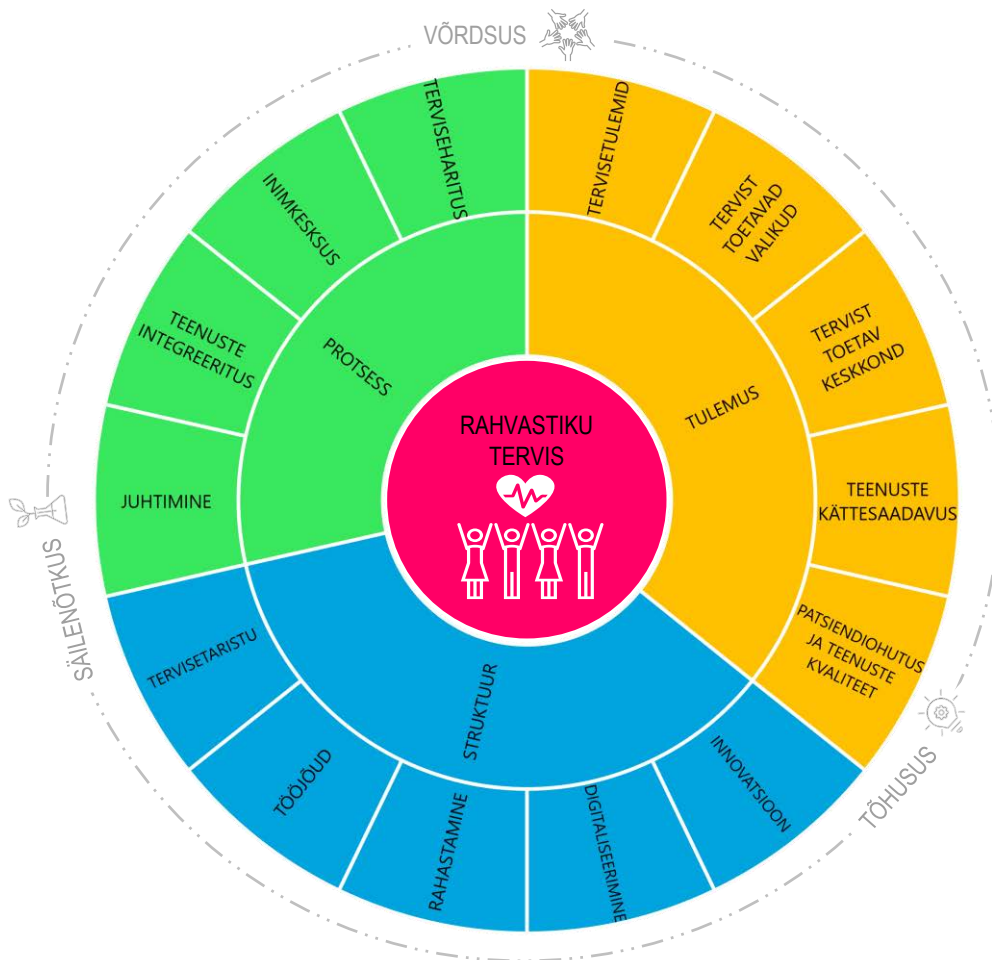 VÕRDSUS
TERVISEHARITUS
INIMKESKSUS
TEENUSTE
INTEGREERITUS
JUHTIMINE
PROTSESS
TERVISETULEMID
TERVIST
TOETAVAD
VALIKUD
TERVIST
TOETAV
KESKKOND
TEENUSTE
KÄTTESAADAVUS
PATSIENDIOHUTUS
JA TEENUSTE
KVALITEET
TULEMUS
RAHVASTIKU
TERVIS
STRUKTUUR
TERVISETARISTU
TÖÖJÕUD
RAHASTAMINE
DIGITALISEERIMINE
INNOVATSIOON
SÄILENÕTKUS
TÕHUSUS